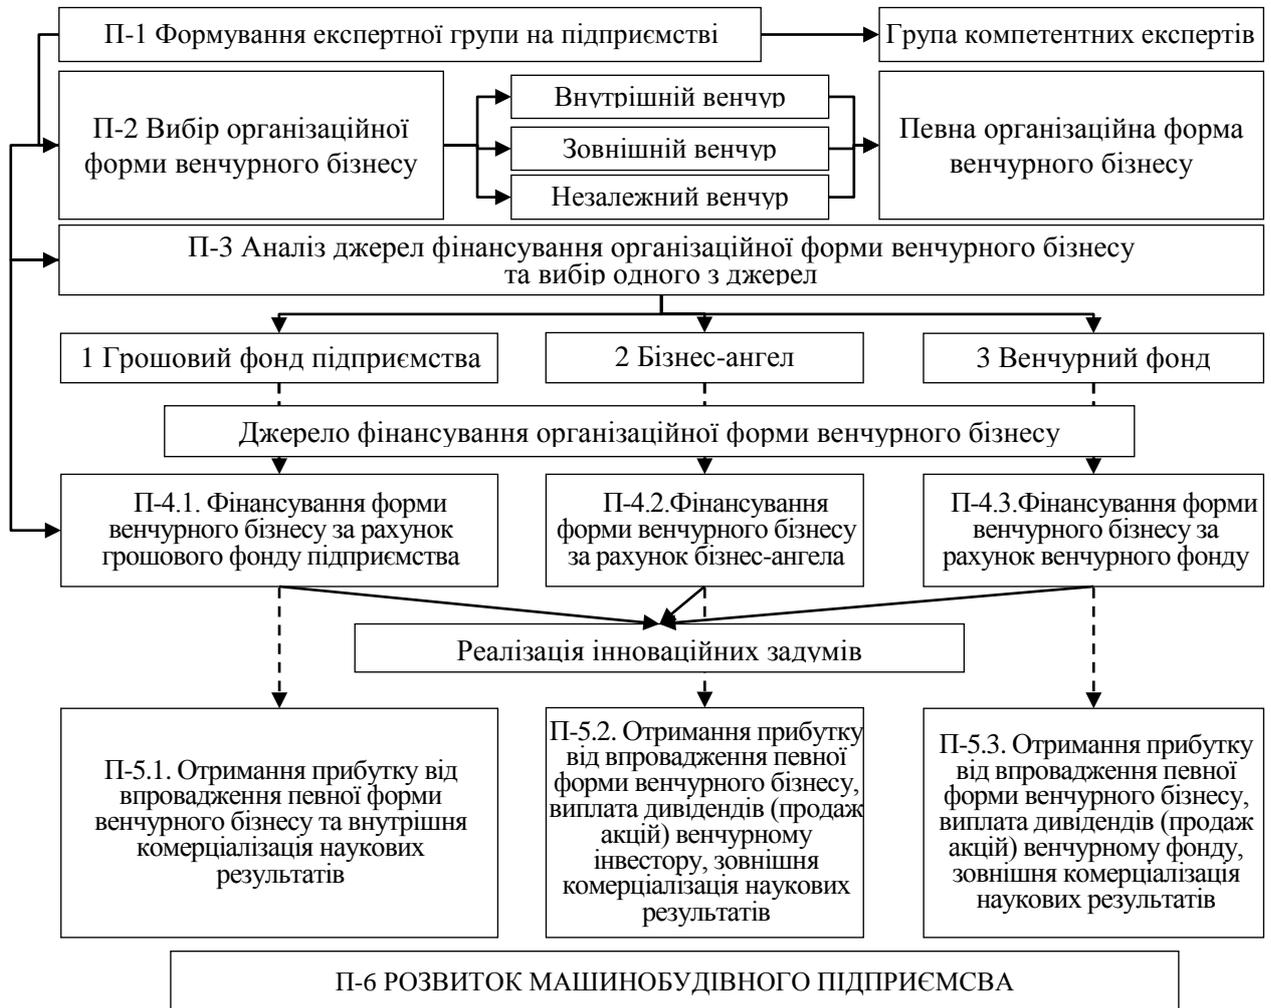 П-1 Формування експертної групи на підприємстві
Група компетентних експертів
П-2 Вибір організаційної
форми венчурного бізнесу
Внутрішній венчур
Зовнішній венчур
Незалежний венчур
Певна організаційна форма
венчурного бізнесу
П-3 Аналіз джерел фінансування організаційної форми венчурного бізнесу
та вибір одного з джерел
1 Грошовий фонд підприємства
2 Бізнес-ангел
3 Венчурний фонд
Джерело фінансування організаційної форми венчурного бізнесу
П-4.1. Фінансування форми
венчурного бізнесу за рахунок
грошового фонду підприємства
П-4.2.Фінансування
форми венчурного бізнесу
за рахунок бізнес-ангела
П-4.3.Фінансування форми
венчурного бізнесу за
рахунок венчурного фонду
Реалізація інноваційних задумів
П-5.1. Отримання прибутку від
впровадження певної форми
венчурного бізнесу та внутрішня
комерціалізація наукових
результатів
П-5.2. Отримання прибутку
від впровадження певної
форми венчурного бізнесу,
виплата дивідендів (продаж
акцій) венчурному
інвестору, зовнішня
комерціалізація наукових
результатів
П-5.3. Отримання прибутку
від впровадження певної
форми венчурного бізнесу,
виплата дивідендів (продаж
акцій) венчурному фонду,
зовнішня комерціалізація
наукових результатів
П-6 РОЗВИТОК МАШИНОБУДІВНОГО ПІДПРИЄМСВА